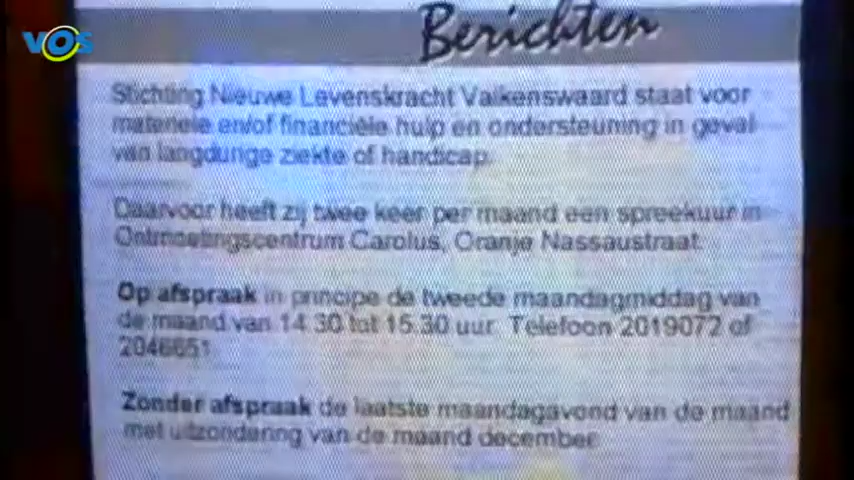 VOS
Berichten
Stichting Nieuwe Levenskracht Valkenswaard staat voor
materiele en/of financiële hulp en ondersteuning in geval
van langdurige ziekte of handicap.
Daarvoor heeft zij twee keer per maand een spreekuur in
Ontmoetingscentrum Carolus, Oranje Nassaustraat.
Op afspraak in principe de tweede maandagmiddag van
de maand van 14.30 tot 15.30 uur. Telefoon 2019072 of
2046651
Zonder afspraak de laatste maandagavond van de maand
met uitzondering van de maand december.